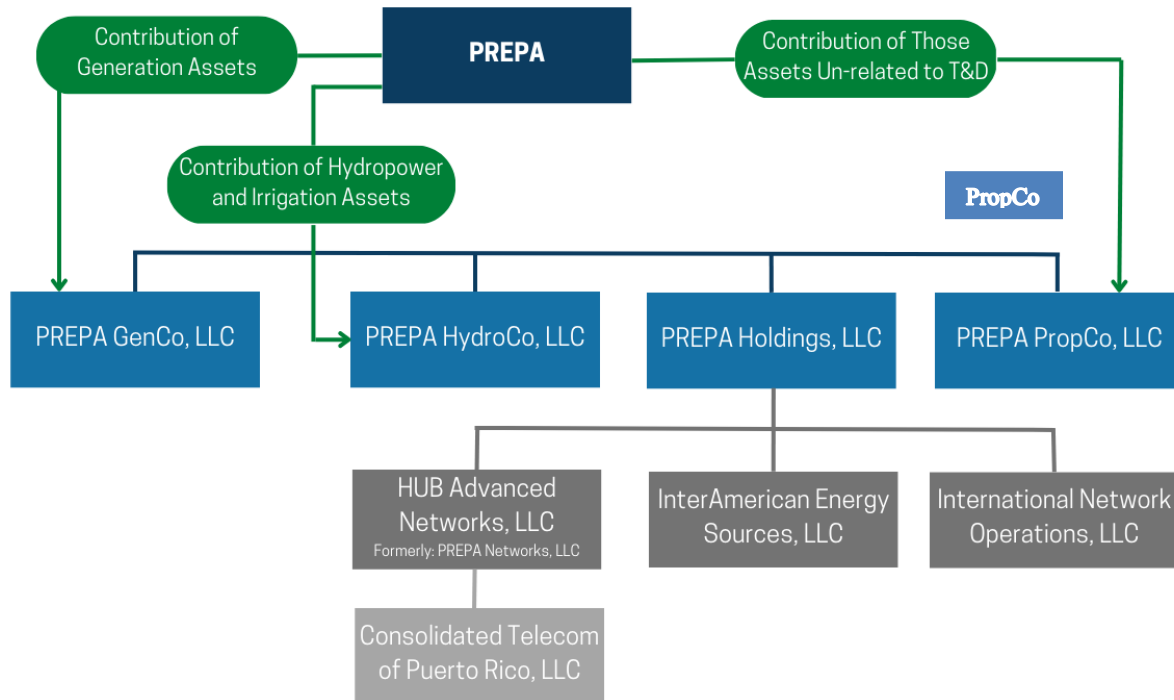 Contribution of
Generation Assets
PREPA
Contribution of Those
Assets Un-related to T&D
Contribution of Hydropower
and Irrigation Assets
PropCo
PREPA GenCo, LLC
PREPA HydroCo, LLC
PREPA Holdings, LLC
PREPA PropCo, LLC
HUB Advanced
Networks, LLC
Formerly: PREPA Networks, LLC
InterAmerican Energy
Sources, LLC
International Network
Operations, LLC
Consolidated Telecom
of Puerto Rico, LLC